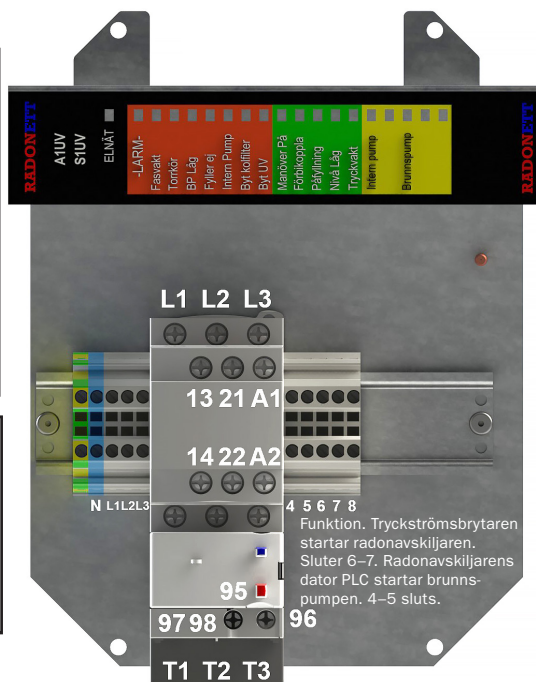 RADONETT
A1UV
S1UV
ELNÄT
-LARM-
Fasvakt
Torrkör
BP Låg
Fyller ej
Intern Pump
Byt kolfilter
Byt UV
Manöver På
Förbikoppla
Påfyllning
Nivå Låg
Tryckvakt
Intern pump
Brunnspump
RADONETT
L1 L2 L3
13 21 A1
14 22 A2
N L1 L2 L3
4 5 6 7 8
Funktion. Tryckströmsbrytaren
startar radonavskiljaren.
Sluter 6–7. Radonavskiljarens
dator PLC startar brunns-
pumpen. 4–5 sluts.
95
97 98 96
T1 T2 T3